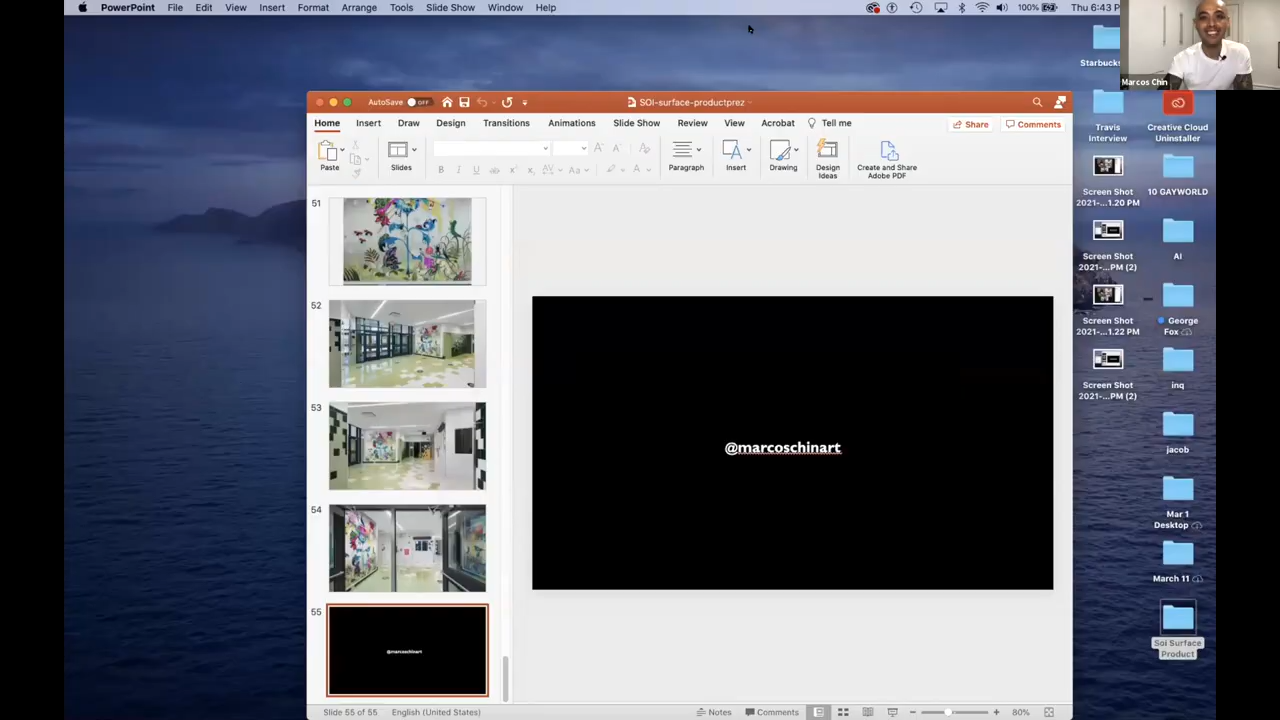 PowerPoint File Edit View Insert Format Arrange Tools Slide Show Window Help
100% Thu 6:43 P
Marcos Chin
AutoSave OFF
SOI-surface-productprez
Home Insert Draw Design Transitions Animations Slide Show Review View Acrobat Tell me
Share Comments
Paste
Slides
B I U ab x x AV Aa A
Paragraph
Insert
Drawing
Design
Ideas
Create and Share
Adobe PDF
51
52
53
54
55
@marcoschinart
@marcoschinart
Slide 55 of 55 English (United States)
Notes Comments 80%
Starbucks
Travis
Interview
Screen Shot
2021-...1.20 PM
Screen Shot
2021-...PM (2)
Screen Shot
2021-...1.22 PM
Screen Shot
2021-...PM (2)
Creative Cloud
Uninstaller
10 GAYWORLD
Ai
George
Fox
inq
jacob
Mar 1
Desktop
March 11
Soi Surface
Product